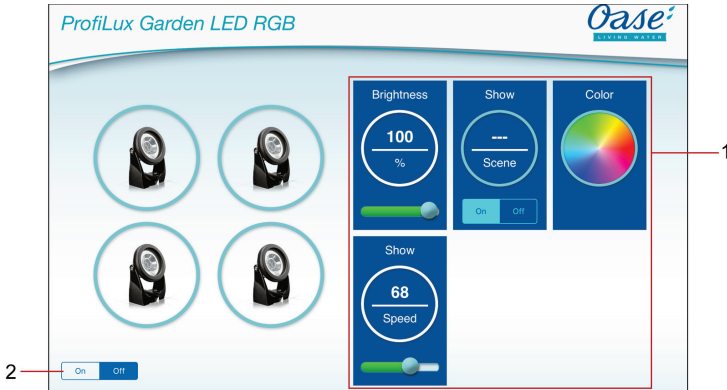 ProfiLux Garden LED RGB
Oase
LIVING WATER
Brightness
100
%
Show
---
Scene
On Off
Color
1
Show
68
Speed
2
On Off